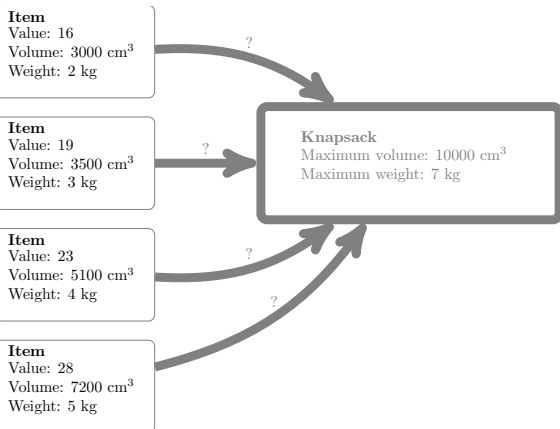 Item
Value: 16
Volume: 3000 cm³
Weight: 2 kg
?
Item
Value: 19
Volume: 3500 cm³
Weight: 3 kg
?
Knapsack
Maximum volume: 10000 cm³
Maximum weight: 7 kg
Item
Value: 23
Volume: 5100 cm³
Weight: 4 kg
?
?
Item
Value: 28
Volume: 7200 cm³
Weight: 5 kg